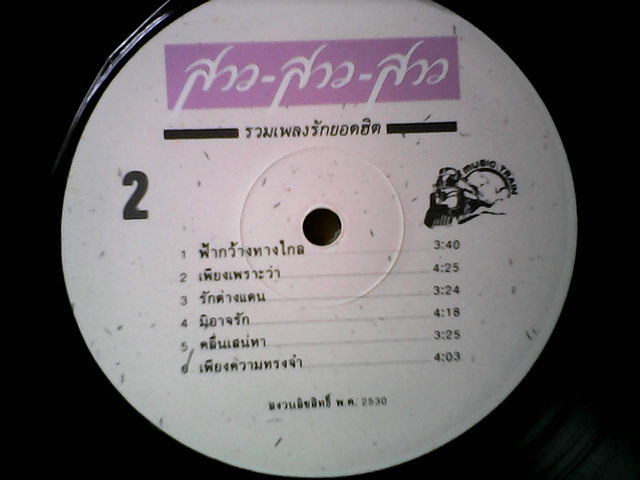 สาว-สาว-สาว
รวมเพลงรักยอดฮิต
MUSIC TRAIN
2
1 ฟ้ากว้างทางไกล 3:40
2 เพียงเพราะว่า 4:25
3 รักต่างแดน 3:24
4 มิอาจรัก 4:18
5 คลื่นเสน่หา 3:25
6 เพียงความทรงจำ 4:03
สงวนลิขสิทธิ์ พ.ศ. 2530